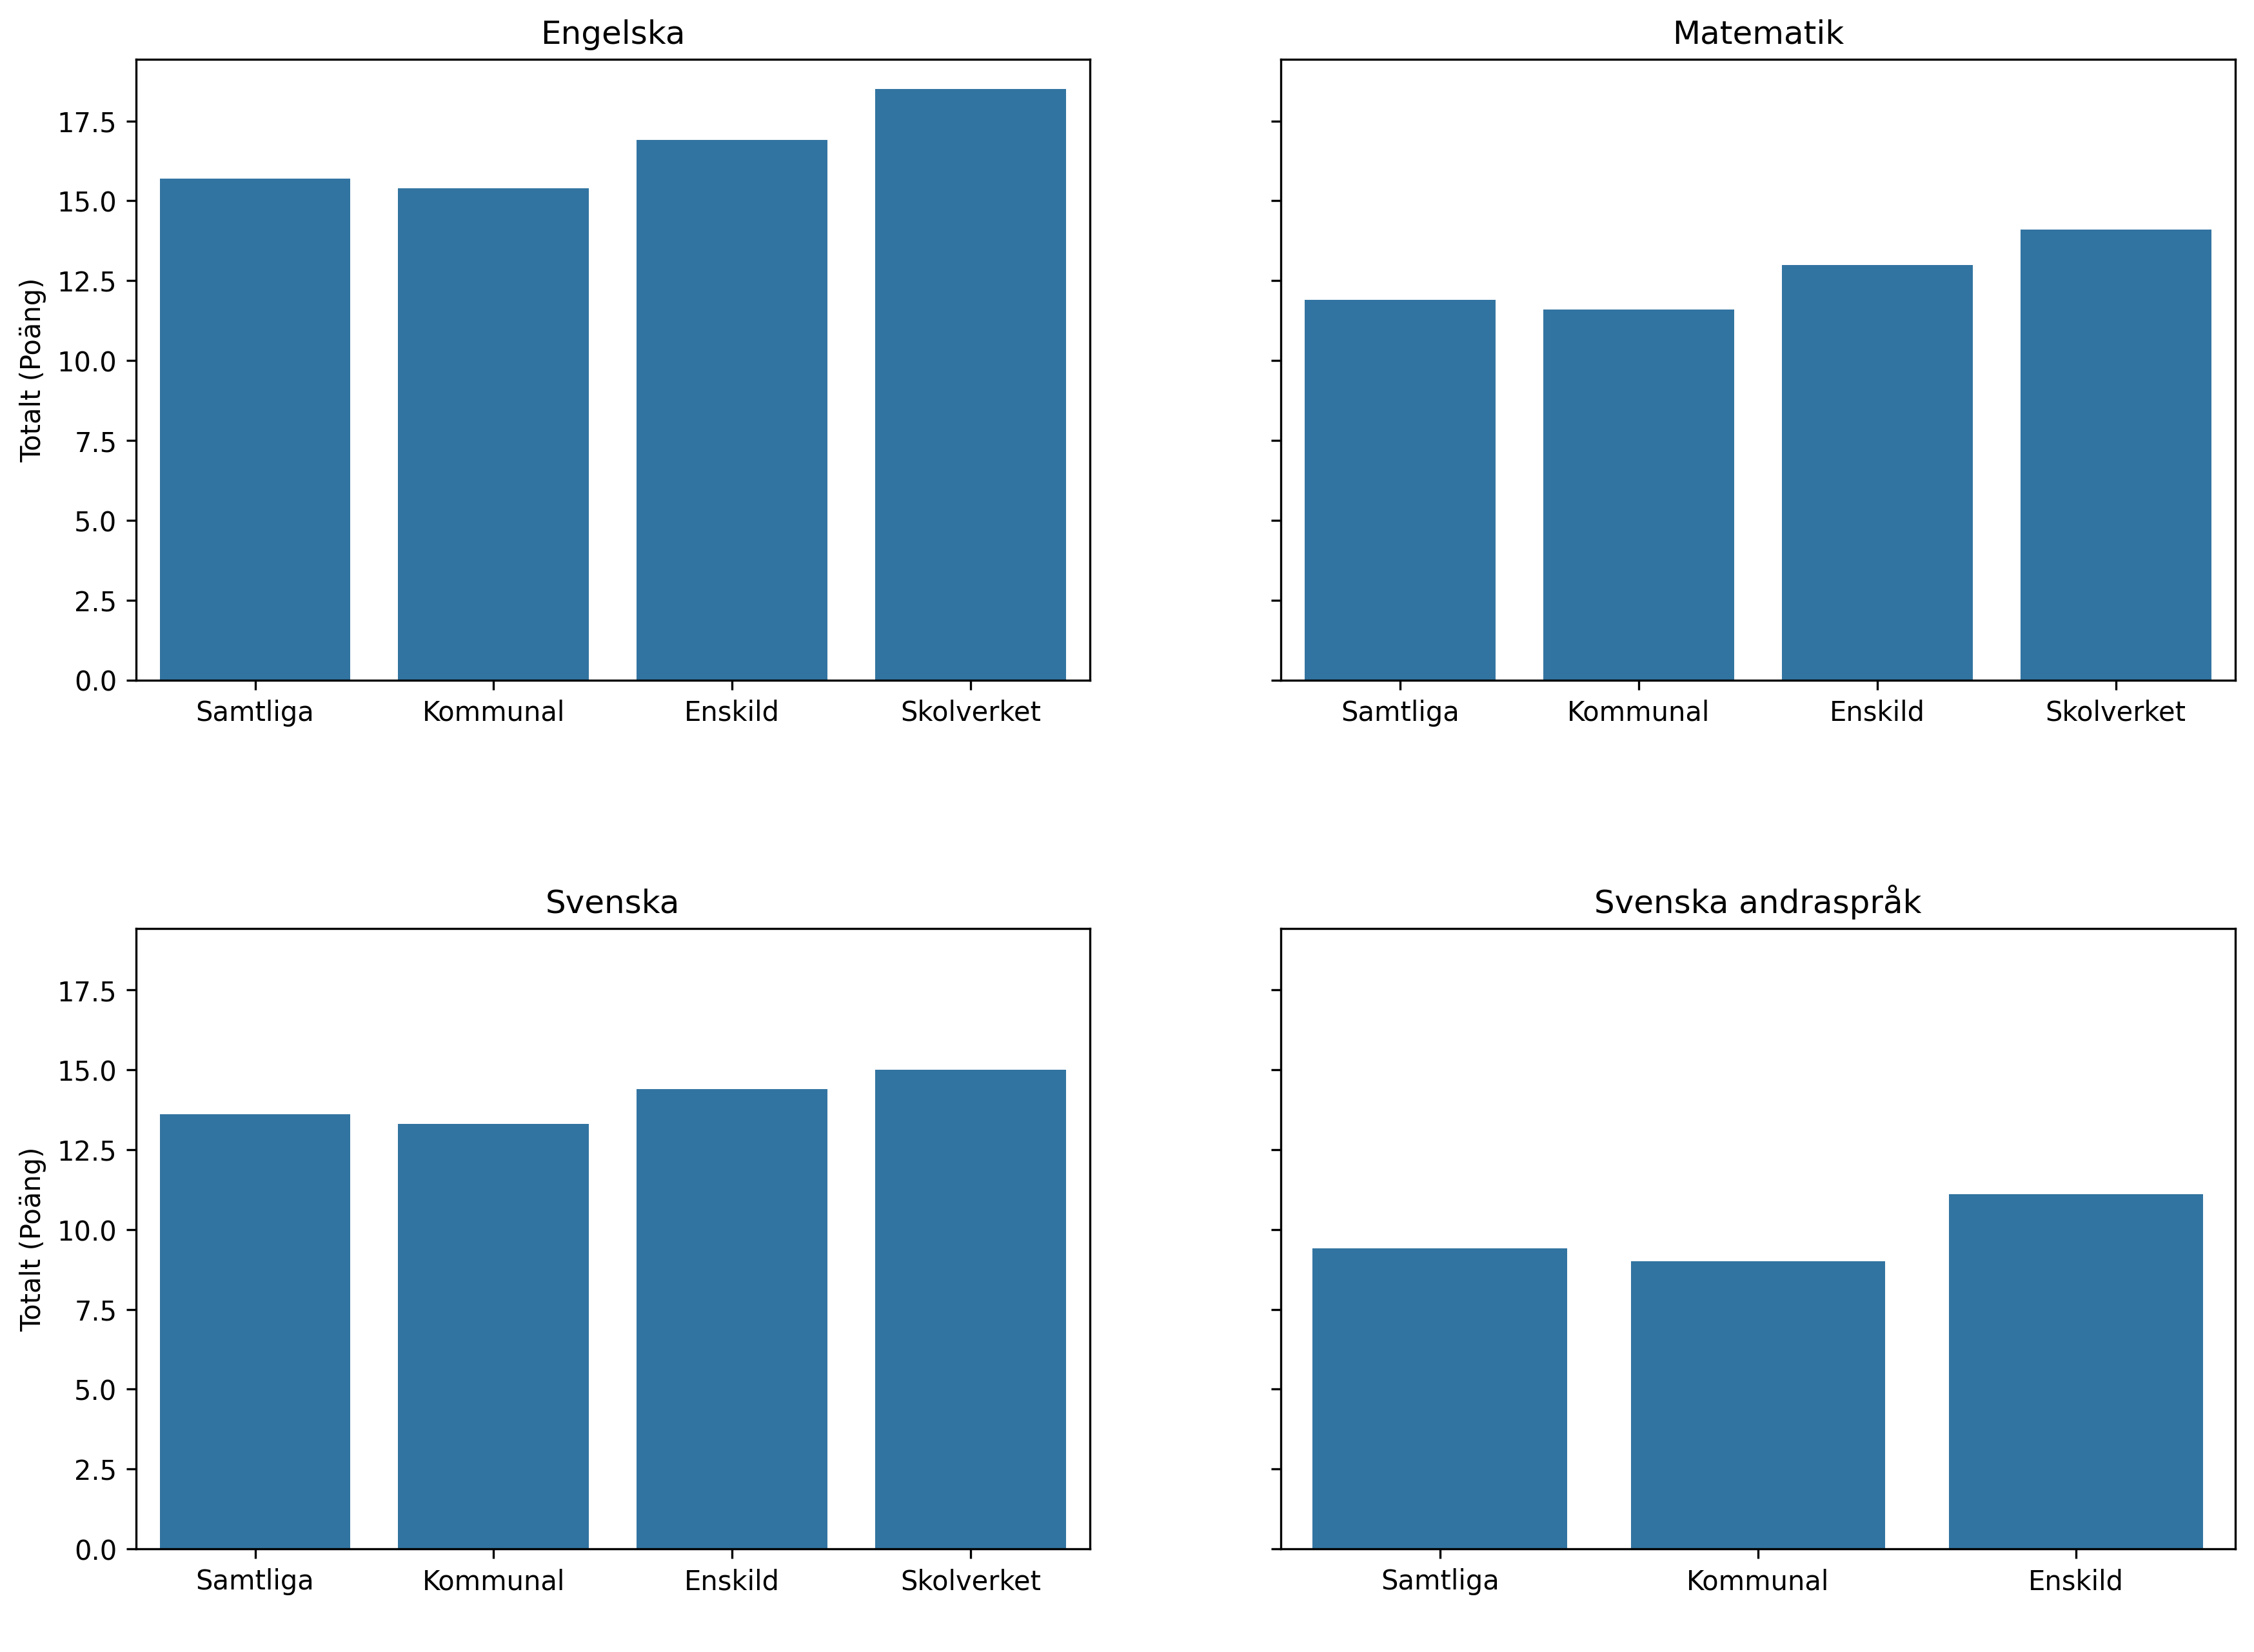 Engelska
Totalt (Poäng)
17.5
15.0
12.5
10.0
7.5
5.0
2.5
0.0
Samtliga Kommunal Enskild Skolverket
Matematik
Samtliga Kommunal Enskild Skolverket
Svenska
Totalt (Poäng)
17.5
15.0
12.5
10.0
7.5
5.0
2.5
0.0
Samtliga Kommunal Enskild Skolverket
Svenska andraspråk
Samtliga Kommunal Enskild